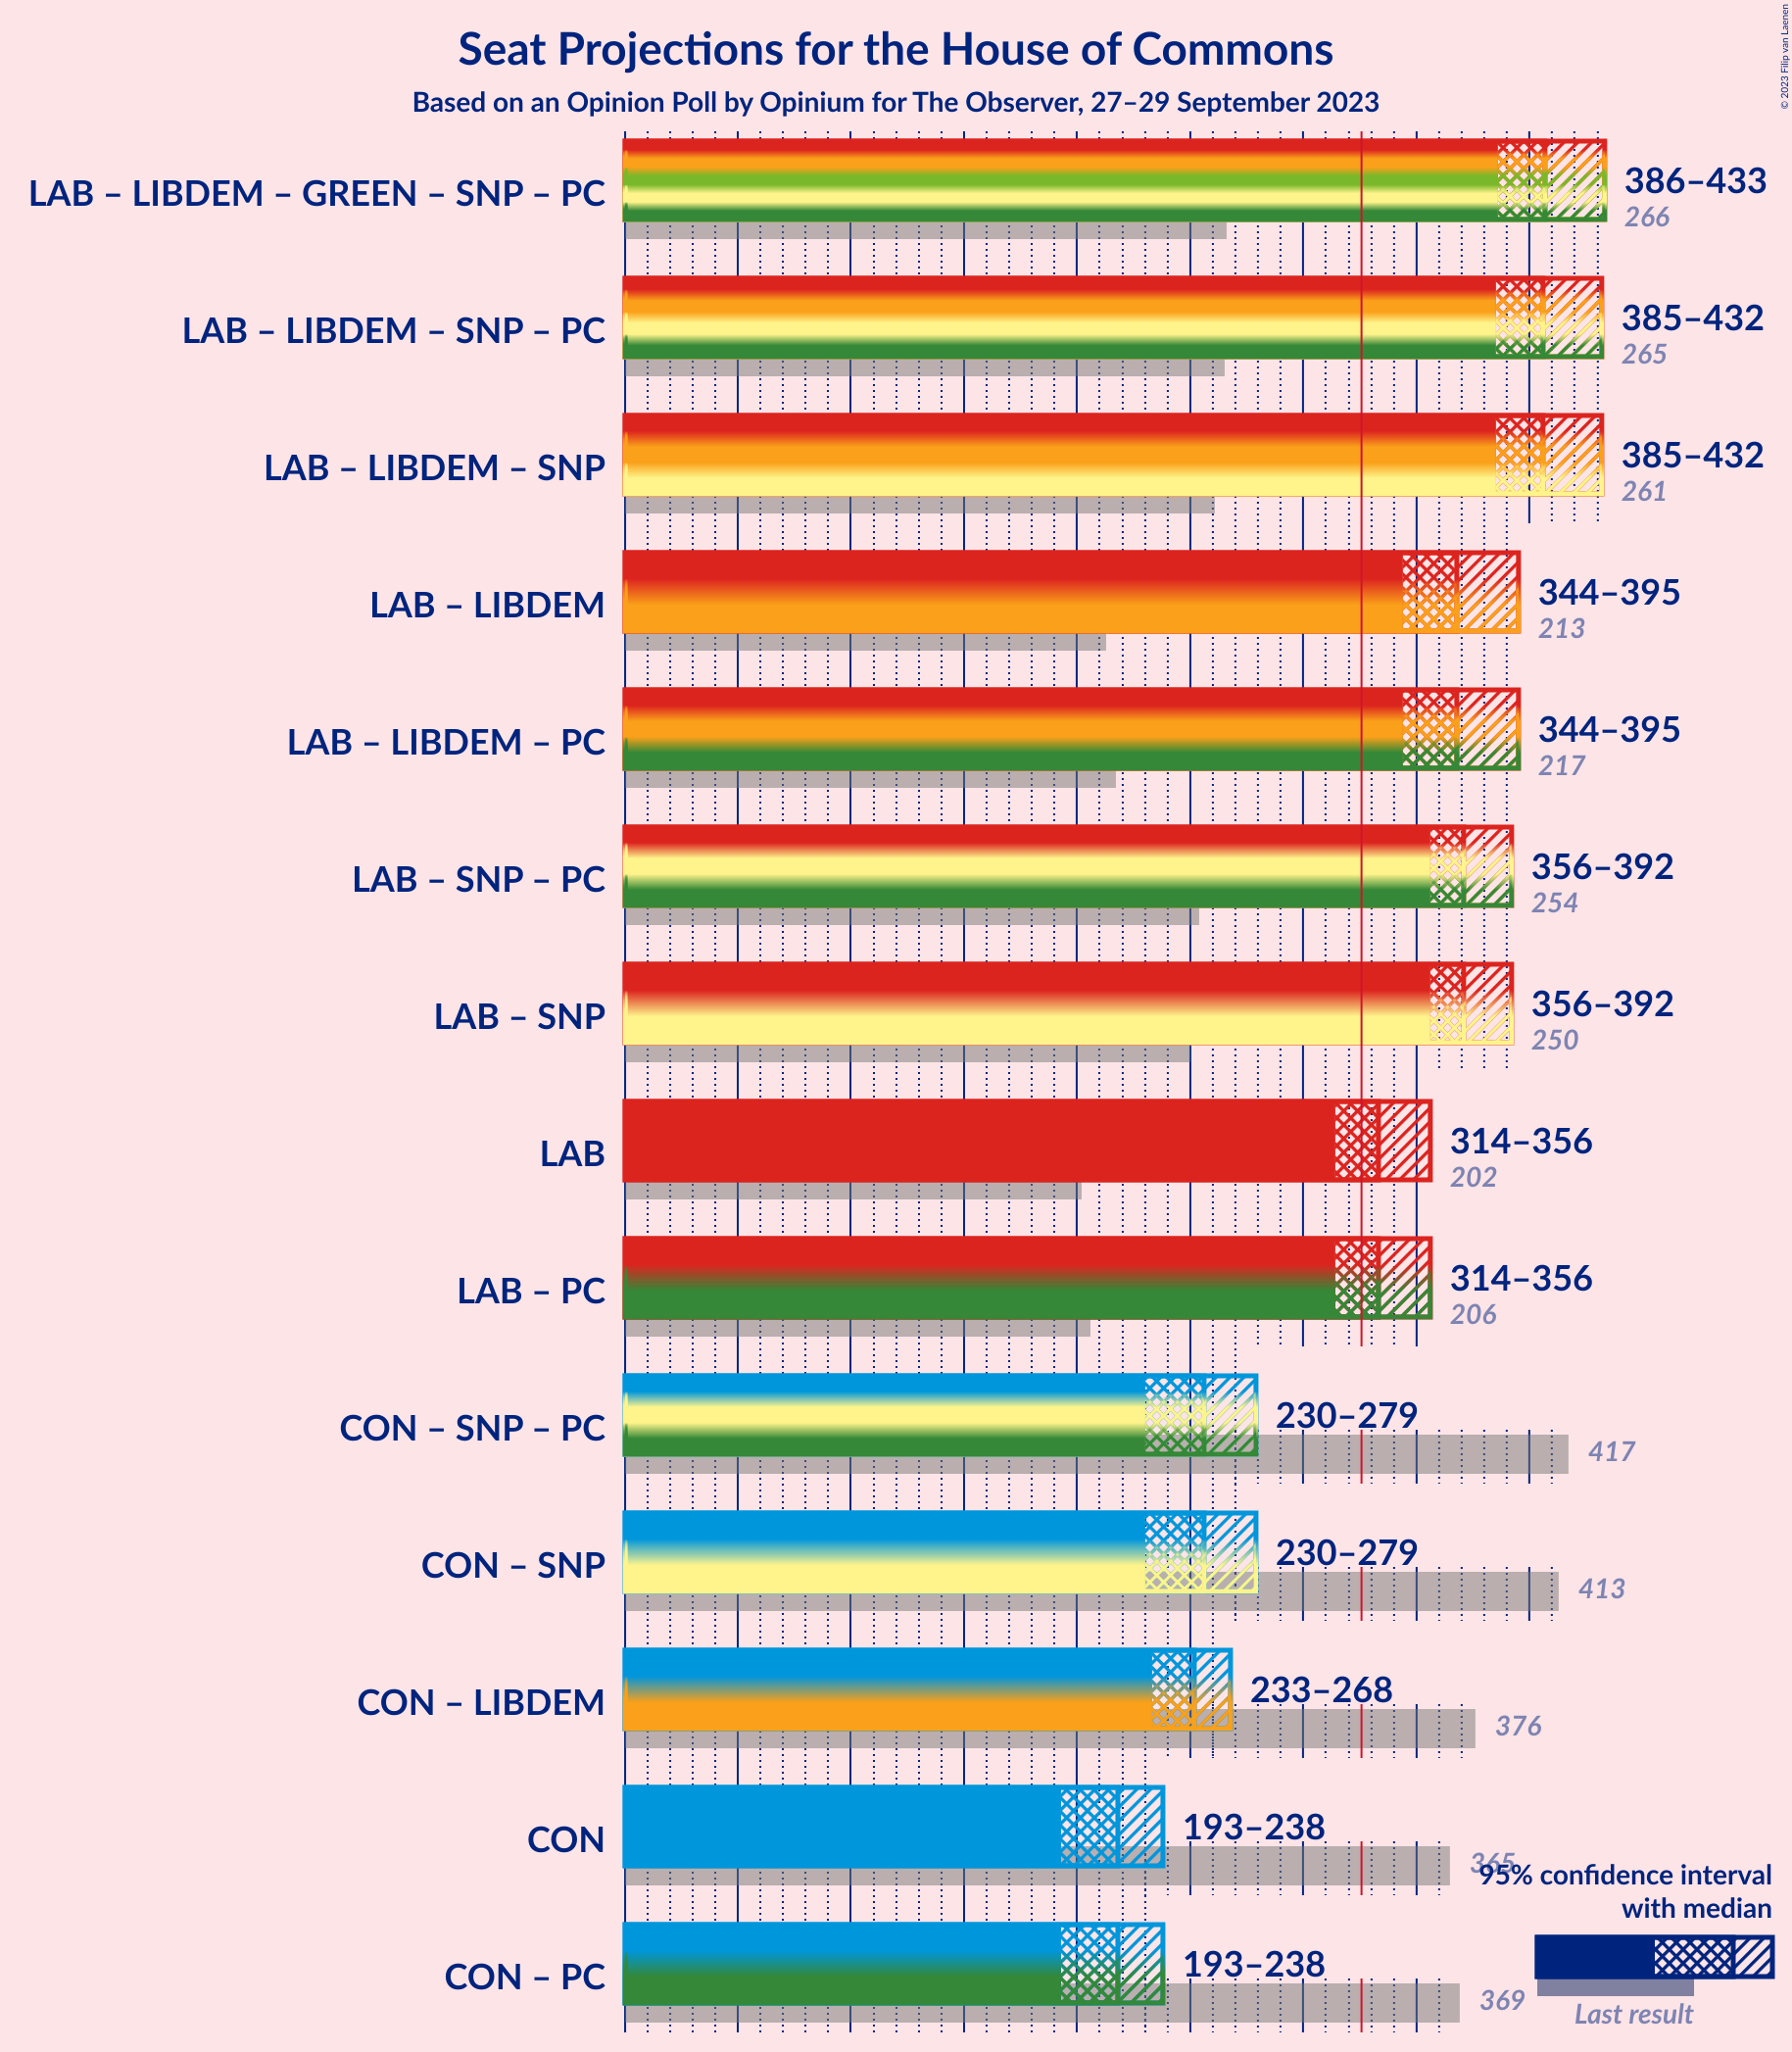 Seat Projections for the House of Commons
Based on an Opinion Poll by Opinium for The Observer, 27–29 September 2023
© 2023 Filip van Laenen
LAB – LIBDEM – GREEN – SNP – PC
386–433
266
LAB – LIBDEM – SNP – PC
385–432
265
LAB – LIBDEM – SNP
385–432
261
LAB – LIBDEM
344–395
213
LAB – LIBDEM – PC
344–395
217
LAB – SNP – PC
356–392
254
LAB – SNP
356–392
250
LAB
314–356
202
LAB – PC
314–356
206
CON – SNP – PC
230–279
417
CON – SNP
230–279
413
CON – LIBDEM
233–268
376
CON
193–238
365
CON – PC
193–238
369
95% confidence interval
with median
Last result